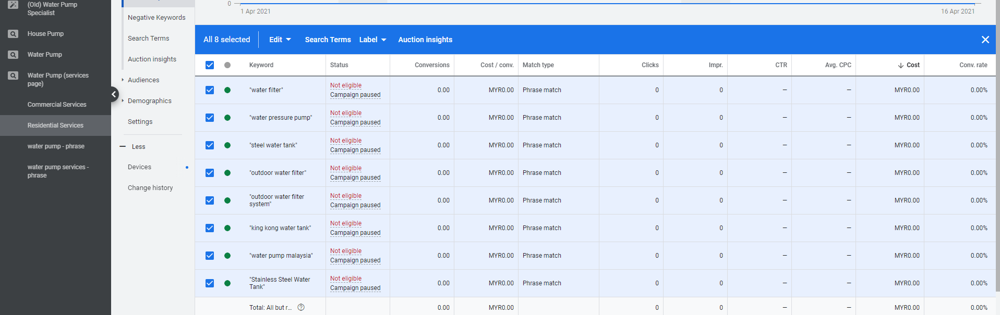 (Old) Water Pump
Specialist
House Pump
Water Pump
Water Pump (services
page)
Commercial Services
Residential Services
water pump - phrase
water pump services -
phrase
Negative Keywords
Search Terms
Auction insights
Audiences
Demographics
Settings
Less
Devices
Change history
0
1 Apr 2021 16 Apr 2021
All 8 selected Edit Search Terms Label Auction insights
Keyword Status Conversions Cost / conv. Match type Clicks Impr. CTR Avg. CPC Cost Conv. rate
"water filter" Not eligible Campaign paused 0.00 MYR0.00 Phrase match 0 0 — — MYR0.00 0.00%
"water pressure pump" Not eligible Campaign paused 0.00 MYR0.00 Phrase match 0 0 — — MYR0.00 0.00%
"steel water tank" Not eligible Campaign paused 0.00 MYR0.00 Phrase match 0 0 — — MYR0.00 0.00%
"outdoor water filter" Not eligible Campaign paused 0.00 MYR0.00 Phrase match 0 0 — — MYR0.00 0.00%
"outdoor water filter system" Not eligible Campaign paused 0.00 MYR0.00 Phrase match 0 0 — — MYR0.00 0.00%
"king kong water tank" Not eligible Campaign paused 0.00 MYR0.00 Phrase match 0 0 — — MYR0.00 0.00%
"water pump malaysia" Not eligible Campaign paused 0.00 MYR0.00 Phrase match 0 0 — — MYR0.00 0.00%
"Stainless Steel Water Tank" Not eligible Campaign paused 0.00 MYR0.00 Phrase match 0 0 — — MYR0.00 0.00%
Total: All but r... 0.00 MYR0.00 0 0 — — MYR0.00 0.00%